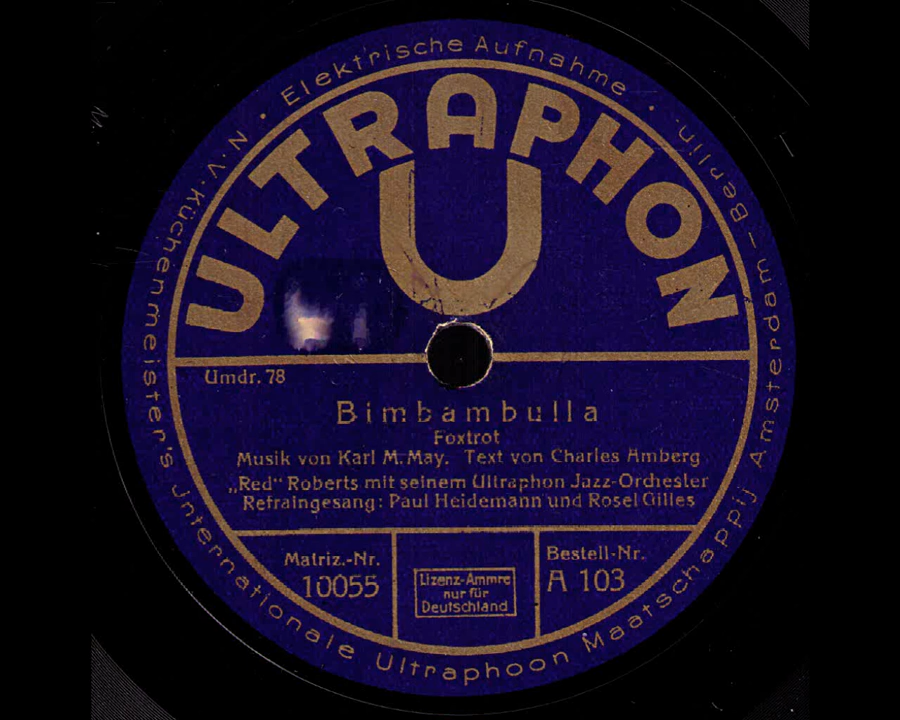 Elektrische Aufnahme
ULTRAPHON
U
Umdr. 78
Bimbambulla
Foxtrot
Musik von Karl M. May. Text von Charles Amberg
„Red“ Roberts mit seinem Ultraphon Jazz-Orchester
Refraingesang: Paul Heidemann und Rosel Gilles
Matriz.-Nr.
10055
Lizenz-Ammre
nur für
Deutschland
Bestell-Nr.
A 103
N·V·Küchenmeister's Jnternationale Ultraphoon Maatschappij Amsterdam – Berlin